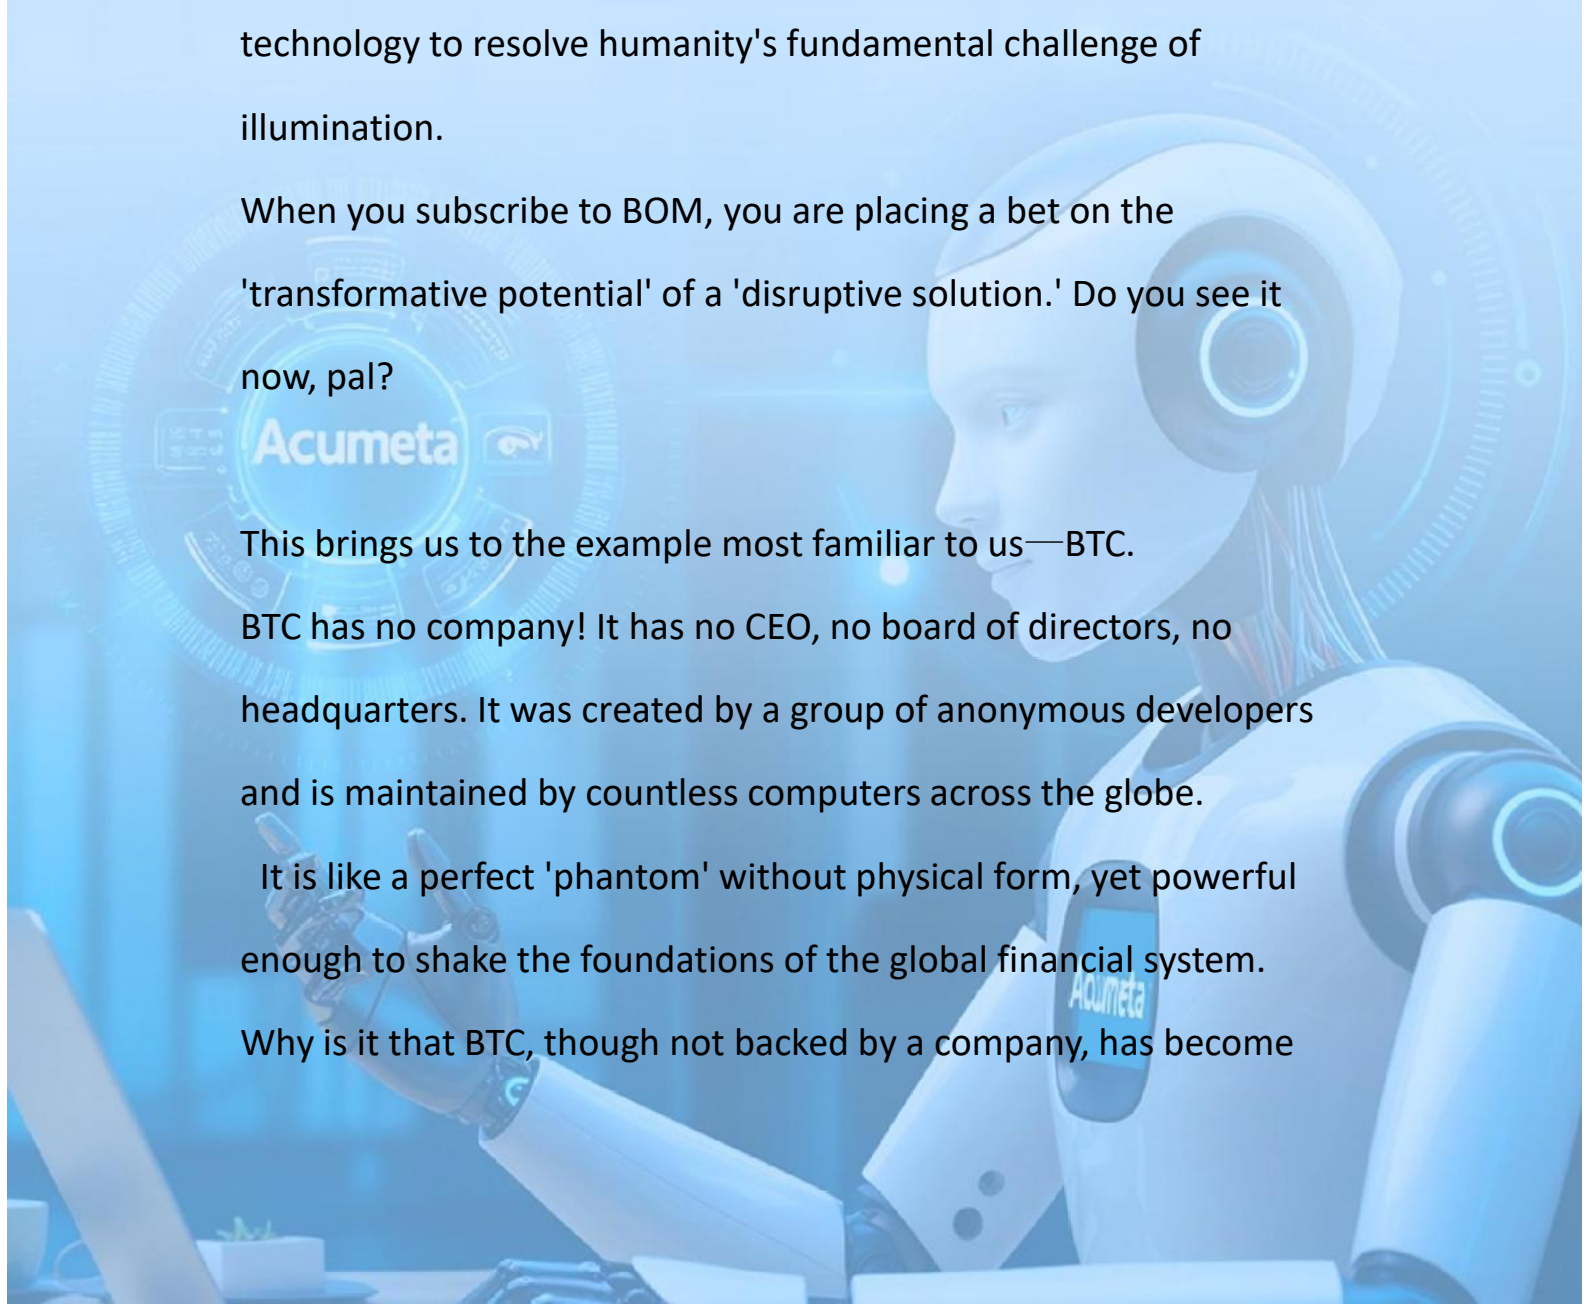 technology to resolve humanity's fundamental challenge of
illumination.
When you subscribe to BOM, you are placing a bet on the
'transformative potential' of a 'disruptive solution.' Do you see it
now, pal?
Acumeta
This brings us to the example most familiar to us—BTC.
BTC has no company! It has no CEO, no board of directors, no
headquarters. It was created by a group of anonymous developers
and is maintained by countless computers across the globe.
It is like a perfect 'phantom' without physical form, yet powerful
enough to shake the foundations of the global financial system.
Acumeta
Why is it that BTC, though not backed by a company, has become